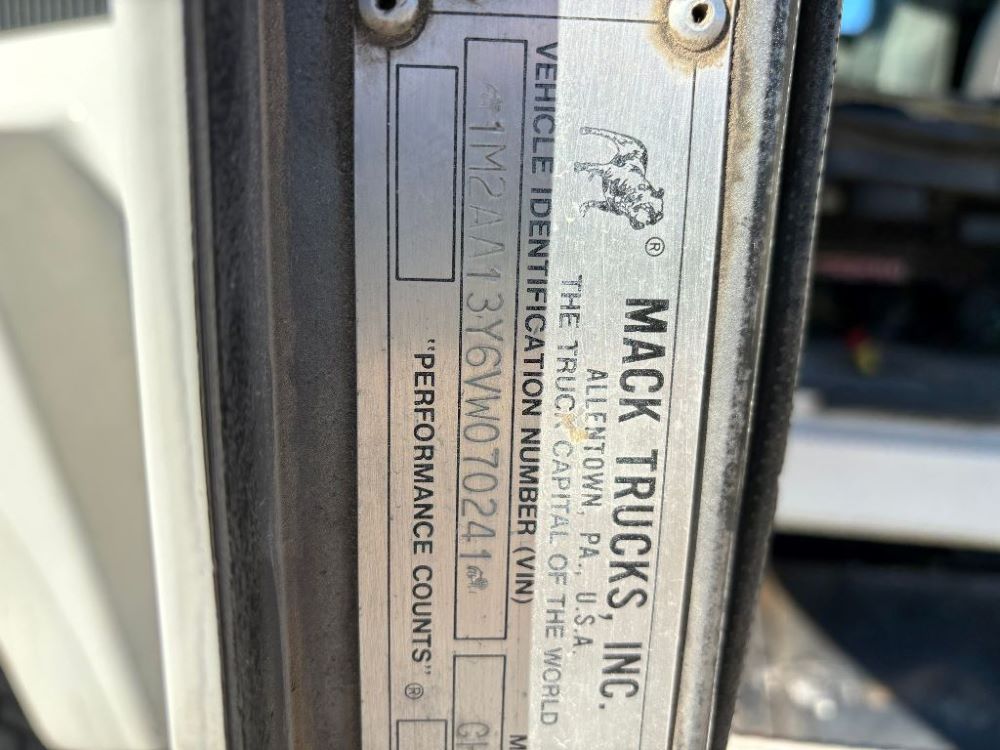 MACK TRUCKS, INC.
ALLENTOWN, PA., U.S.A.
THE TRUCK CAPITAL OF THE WORLD
®
VEHICLE IDENTIFICATION NUMBER (VIN)
1M2AA13Y6VW070241
"PERFORMANCE COUNTS"®